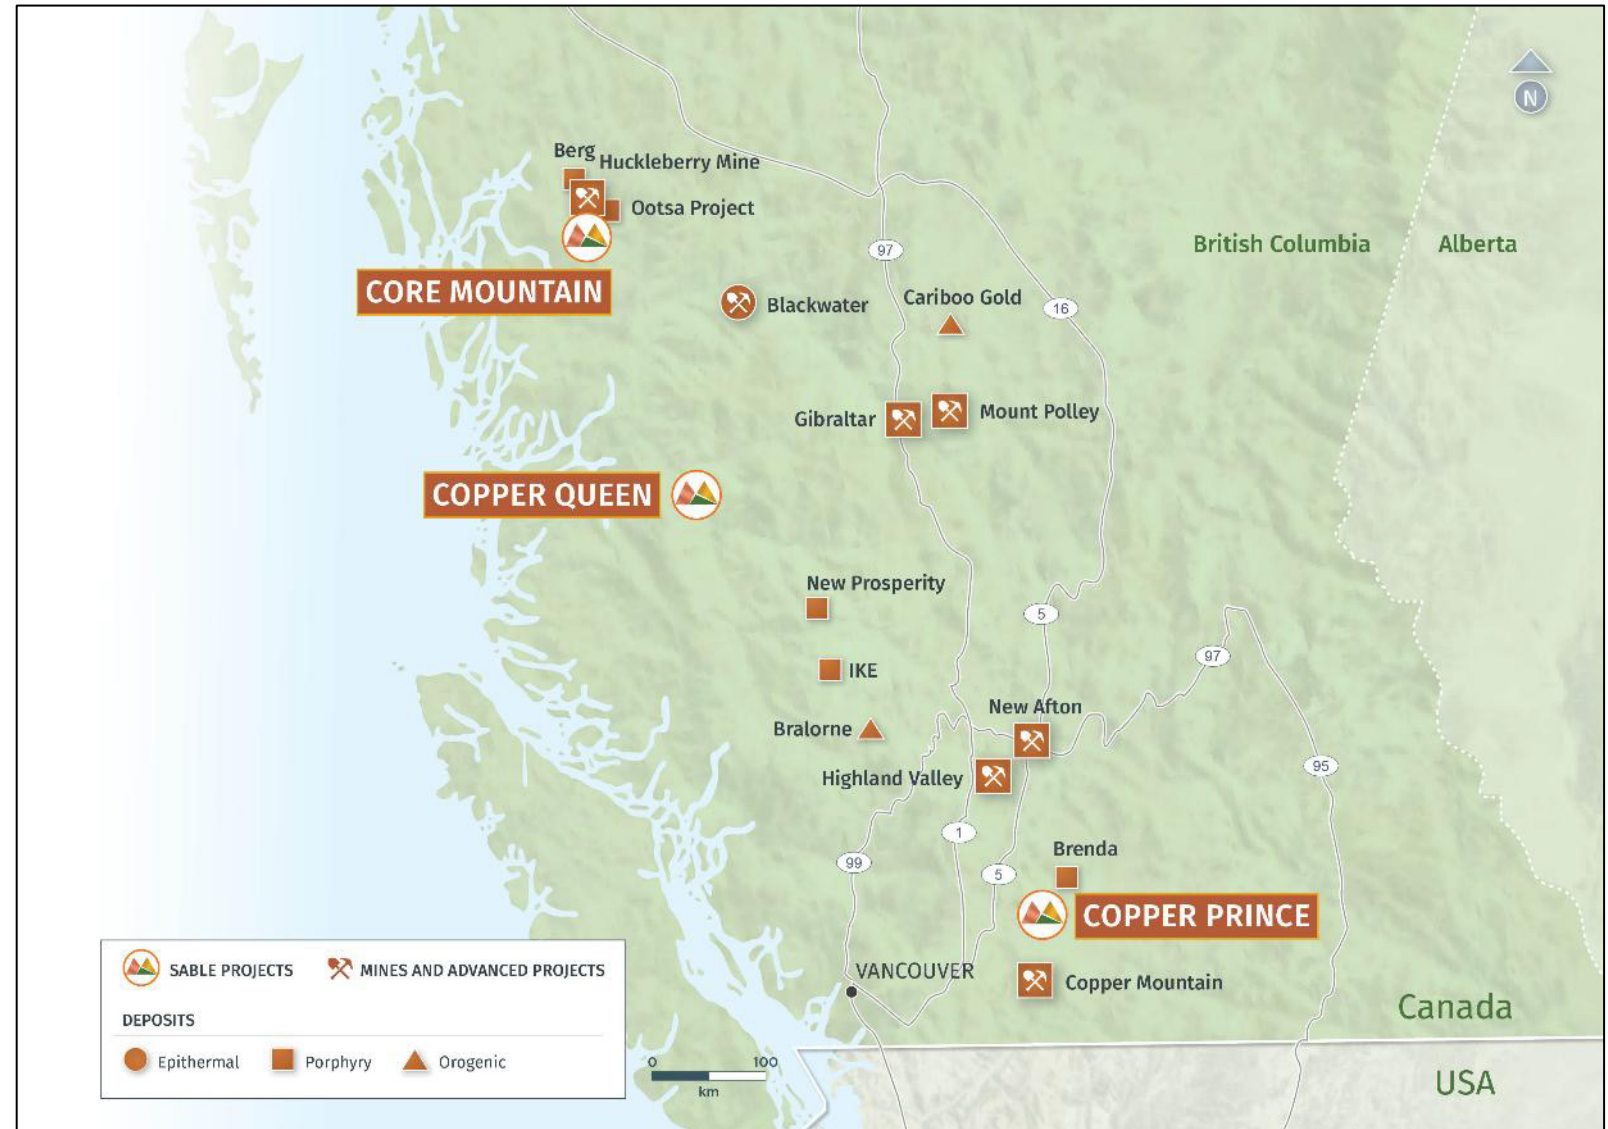 N
Berg
Huckleberry Mine
Ootsa Project
British Columbia
Alberta
97
CORE MOUNTAIN
Blackwater
Cariboo Gold
16
Gibraltar
Mount Polley
COPPER QUEEN
New Prosperity
5
97
IKE
New Afton
Bralorne
95
Highland Valley
1
99
Brenda
5
COPPER PRINCE
VANCOUVER
Copper Mountain
Canada
USA
SABLE PROJECTS
MINES AND ADVANCED PROJECTS
DEPOSITS
Epithermal
Porphyry
Orogenic
0 100
km